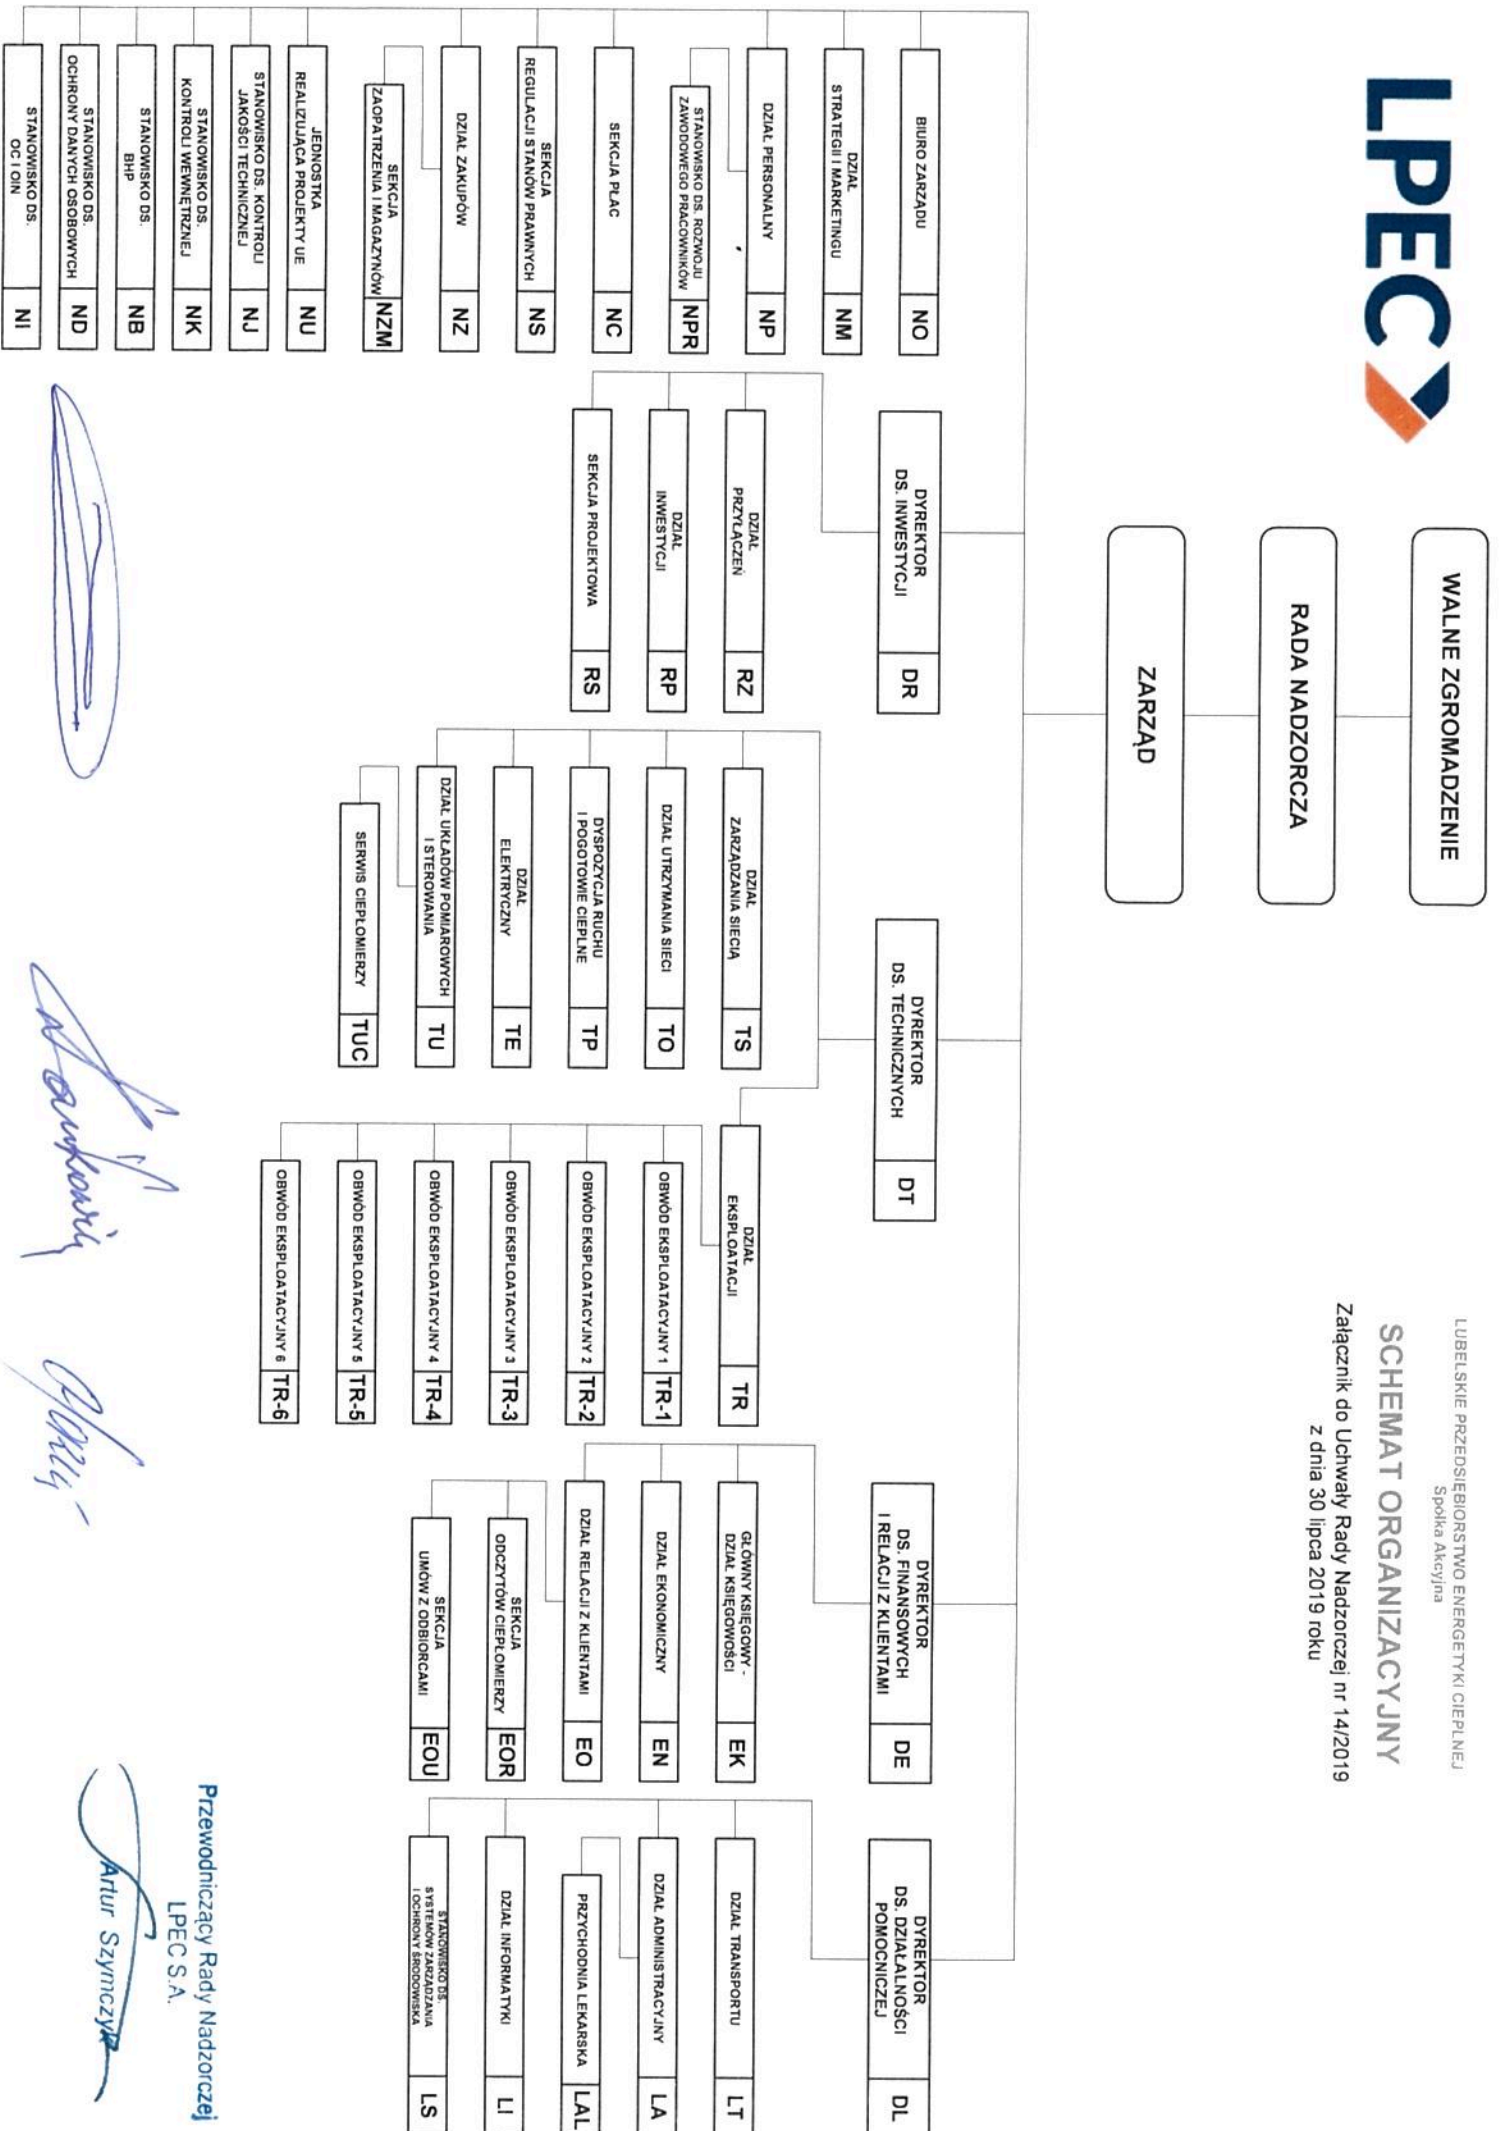 LPEC
LUBELSKIE PRZEDSIĘBIORSTWO ENERGETYKI CIEPLNEJ
Spółka Akcyjna
SCHEMAT ORGANIZACYJNY
Załącznik do Uchwały Rady Nadzorczej nr 14/2019
z dnia 30 lipca 2019 roku
WALNE ZGROMADZENIE
RADA NADZORCZA
ZARZĄD
BIURO ZARZĄDU
NO
DZIAŁ
STRATEGII I MARKETINGU
NM
DZIAŁ PERSONALNY
NP
STANOWISKO DS. ROZWOJU
ZAWODOWEGO PRACOWNIKÓW
NPR
SEKCJA PŁAC
NC
SEKCJA
REGULACJI STANÓW PRAWNYCH
NS
DZIAŁ ZAKUPÓW
NZ
SEKCJA
ZAOPATRZENIA I MAGAZYNÓW
NZM
JEDNOSTKA
REALIZUJĄCA PROJEKTY UE
NU
STANOWISKO DS. KONTROLI
JAKOŚCI TECHNICZNEJ
NJ
STANOWISKO DS.
KONTROLI WEWNĘTRZNEJ
NK
STANOWISKO DS.
BHP
NB
STANOWISKO DS.
OCHRONY DANYCH OSOBOWYCH
ND
STANOWISKO DS.
OC I OIN
NI
DYREKTOR
DS. INWESTYCJI
DR
DZIAŁ
PRZYŁĄCZEŃ
RZ
DZIAŁ
INWESTYCJI
RP
SEKCJA PROJEKTOWA
RS
DYREKTOR
DS. TECHNICZNYCH
DT
DZIAŁ
ZARZĄDZANIA SIECIĄ
TS
DZIAŁ UTRZYMANIA SIECI
TO
DYSPOZYCJA RUCHU
I POGOTOWIE CIEPLNE
TP
DZIAŁ
ELEKTRYCZNY
TE
DZIAŁ UKŁADÓW POMIAROWYCH
I STEROWANIA
TU
SERWIS CIEPŁOMIERZY
TUC
DZIAŁ
EKSPLOATACJI
TR
OBWÓD EKSPLOATACYJNY 1
TR-1
OBWÓD EKSPLOATACYJNY 2
TR-2
OBWÓD EKSPLOATACYJNY 3
TR-3
OBWÓD EKSPLOATACYJNY 4
TR-4
OBWÓD EKSPLOATACYJNY 5
TR-5
OBWÓD EKSPLOATACYJNY 6
TR-6
DYREKTOR
DS. FINANSOWYCH
I RELACJI Z KLIENTAMI
DE
GŁÓWNY KSIĘGOWY -
DZIAŁ KSIĘGOWOŚCI
EK
DZIAŁ EKONOMICZNY
EN
DZIAŁ RELACJI Z KLIENTAMI
EO
SEKCJA
ODCZYTÓW CIEPŁOMIERZY
EOR
SEKCJA
UMÓW Z ODBIORCAMI
EOU
DYREKTOR
DS. DZIAŁALNOŚCI
POMOCNICZEJ
DL
DZIAŁ TRANSPORTU
LT
DZIAŁ ADMINISTRACYJNY
LA
PRZYCHODNIA LEKARSKA
LAL
DZIAŁ INFORMATYKI
LI
STANOWISKO DS.
SYSTEMÓW ZARZĄDZANIA
I OCHRONY ŚRODOWISKA
LS
Przewodniczący Rady Nadzorczej
LPEC S.A.
Artur Szymczyk